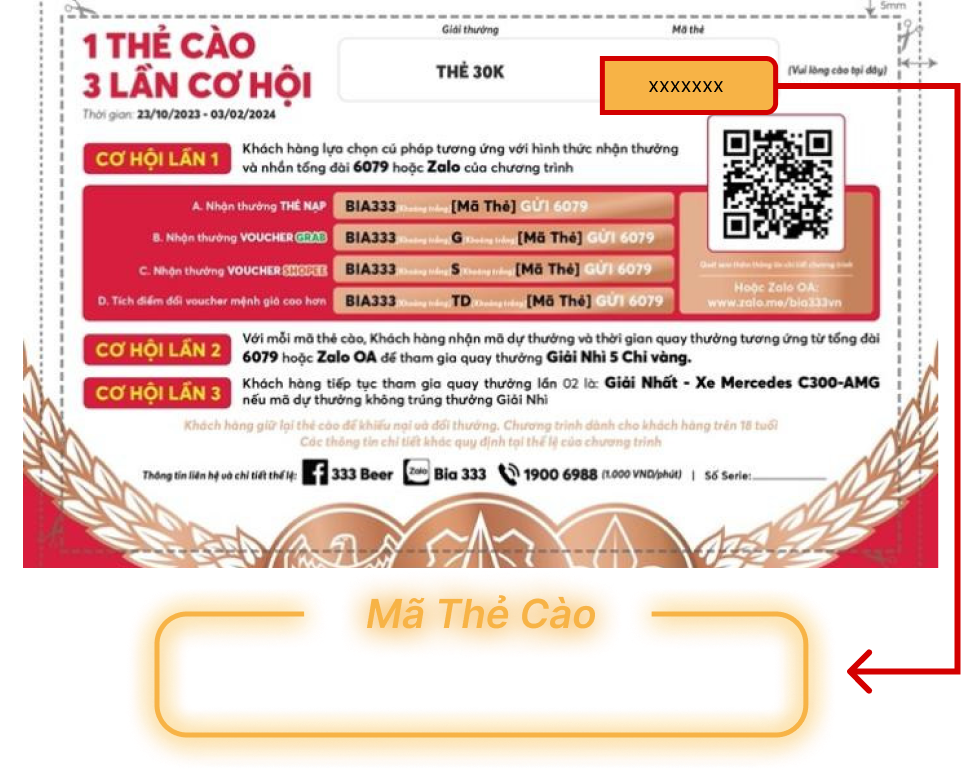 5mm
Giải thưởng
Mã thẻ
1 THẺ CÀO
3 LẦN CƠ HỘI
THẺ 30K
xxxxxxx
(Vui lòng cào tại đây)
Thời gian: 23/10/2023 - 03/02/2024
CƠ HỘI LẦN 1
Khách hàng lựa chọn cú pháp tương ứng với hình thức nhận thưởng
và nhắn tổng đài 6079 hoặc Zalo của chương trình
A. Nhận thưởng THẺ NẠP BIA333 (Khoảng trắng) [Mã Thẻ] GỬI 6079
B. Nhận thưởng VOUCHER GRAB BIA333 (Khoảng trắng) G (Khoảng trắng) [Mã Thẻ] GỬI 6079
C. Nhận thưởng VOUCHER SHOPEE BIA333 (Khoảng trắng) S (Khoảng trắng) [Mã Thẻ] GỬI 6079
D. Tích điểm đổi voucher mệnh giá cao hơn BIA333 (Khoảng trắng) TD (Khoảng trắng) [Mã Thẻ] GỬI 6079
Quét xem thêm thông tin chi tiết chương trình
Hoặc Zalo OA:
www.zalo.me/bia333vn
CƠ HỘI LẦN 2
Với mỗi mã thẻ cào, Khách hàng nhận mã dự thưởng và thời gian quay thưởng tương ứng từ tổng đài
6079 hoặc Zalo OA để tham gia quay thưởng Giải Nhì 5 Chỉ vàng.
CƠ HỘI LẦN 3
Khách hàng tiếp tục tham gia quay thưởng lần 02 là: Giải Nhất - Xe Mercedes C300-AMG
nếu mã dự thưởng không trúng thưởng Giải Nhì
Khách hàng giữ lại thẻ cào để khiếu nại và đổi thưởng. Chương trình dành cho khách hàng trên 18 tuổi
Các thông tin chi tiết khác quy định tại thể lệ của chương trình
Thông tin liên hệ và chi tiết thể lệ: 333 Beer Zalo Bia 333 1900 6988 (1.000 VNĐ/phút) | Số Serie:
Mã Thẻ Cào